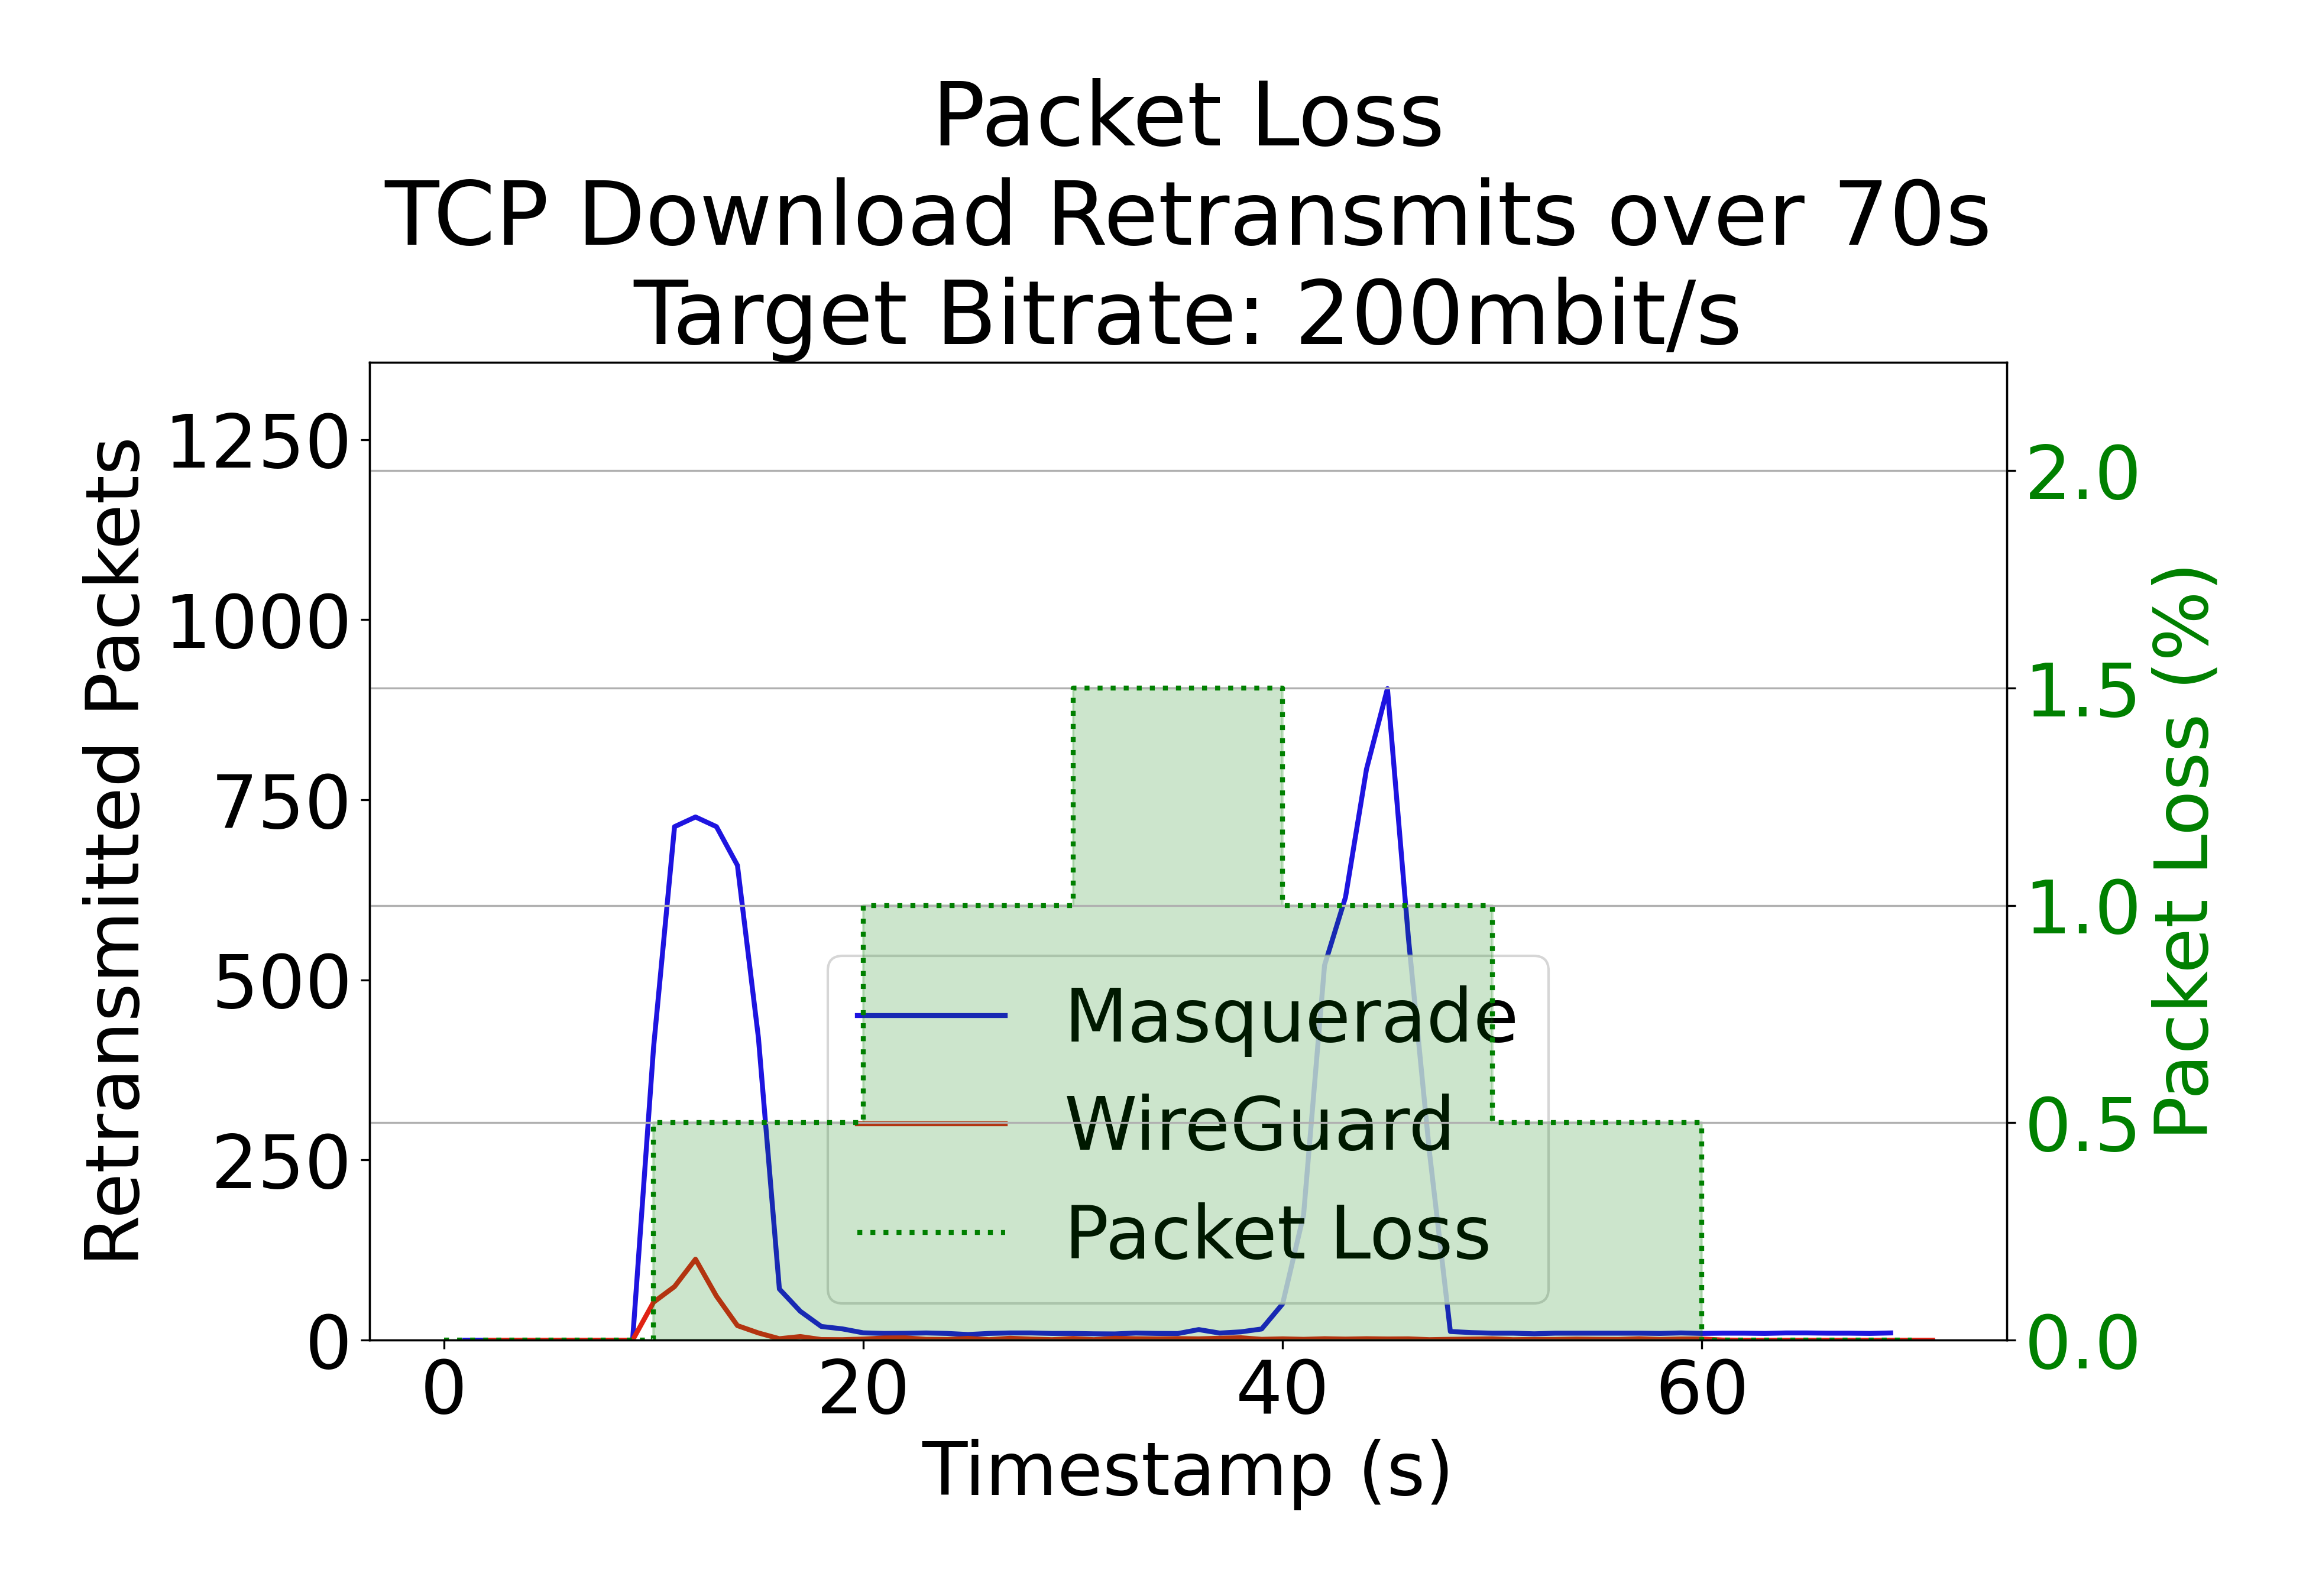 Packet Loss
TCP Download Retransmits over 70s
Target Bitrate: 200mbit/s
Retransmitted Packets
1250
1000
750
500
250
0
Masquerade
WireGuard
Packet Loss
2.0
1.5
1.0
0.5
0.0
Packet Loss (%)
0
20
40
60
Timestamp (s)